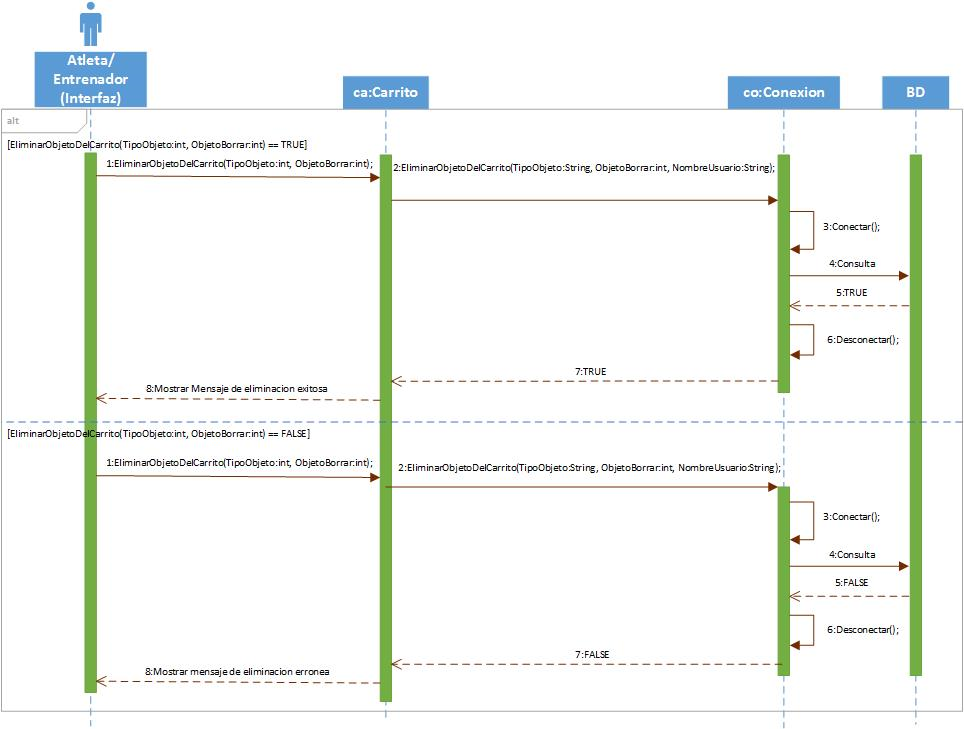 Atleta/
Entrenador
(Interfaz)
ca:Carrito
co:Conexion
BD
alt
[EliminarObjetoDelCarrito(TipoObjeto:int, ObjetoBorrar:int) == TRUE]
1:EliminarObjetoDelCarrito(TipoObjeto:int, ObjetoBorrar:int);
2:EliminarObjetoDelCarrito(TipoObjeto:String, ObjetoBorrar:int, NombreUsuario:String);
3:Conectar();
4:Consulta
5:TRUE
6:Desconectar();
7:TRUE
8:Mostrar Mensaje de eliminacion exitosa
[EliminarObjetoDelCarrito(TipoObjeto:int, ObjetoBorrar:int) == FALSE]
1:EliminarObjetoDelCarrito(TipoObjeto:int, ObjetoBorrar:int);
2:EliminarObjetoDelCarrito(TipoObjeto:String, ObjetoBorrar:int, NombreUsuario:String);
3:Conectar();
4:Consulta
5:FALSE
6:Desconectar();
7:FALSE
8:Mostrar mensaje de eliminacion erronea